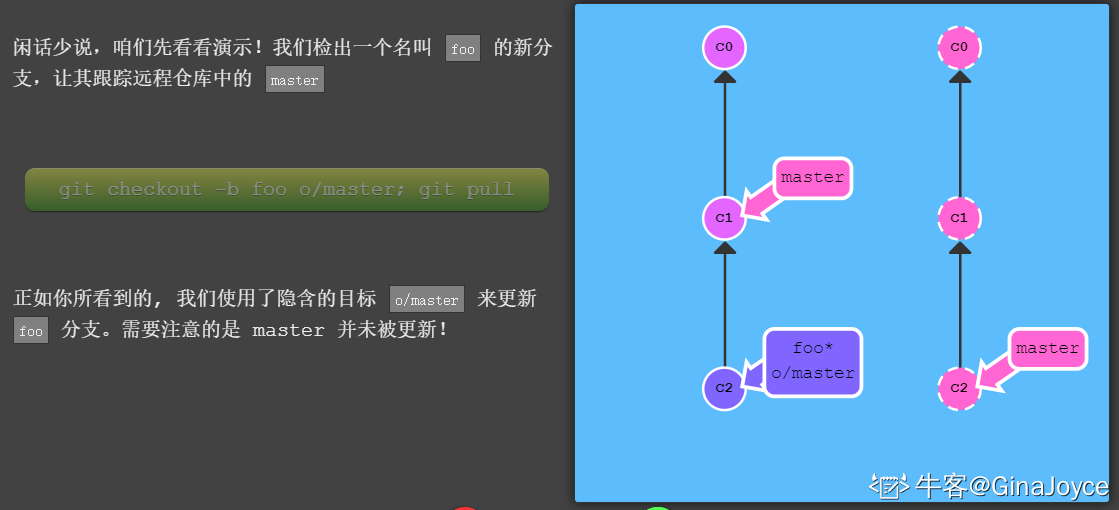 闲话少说，咱们先看看演示！我们检出一个名叫 foo 的新分
支，让其跟踪远程仓库中的 master
git checkout -b foo o/master; git pull
正如你所看到的, 我们使用了隐含的目标 o/master 来更新
foo 分支。需要注意的是 master 并未被更新！
c0
c0
master
c1
c1
foo*
o/master
master
c2
c2
牛客@GinaJoyce